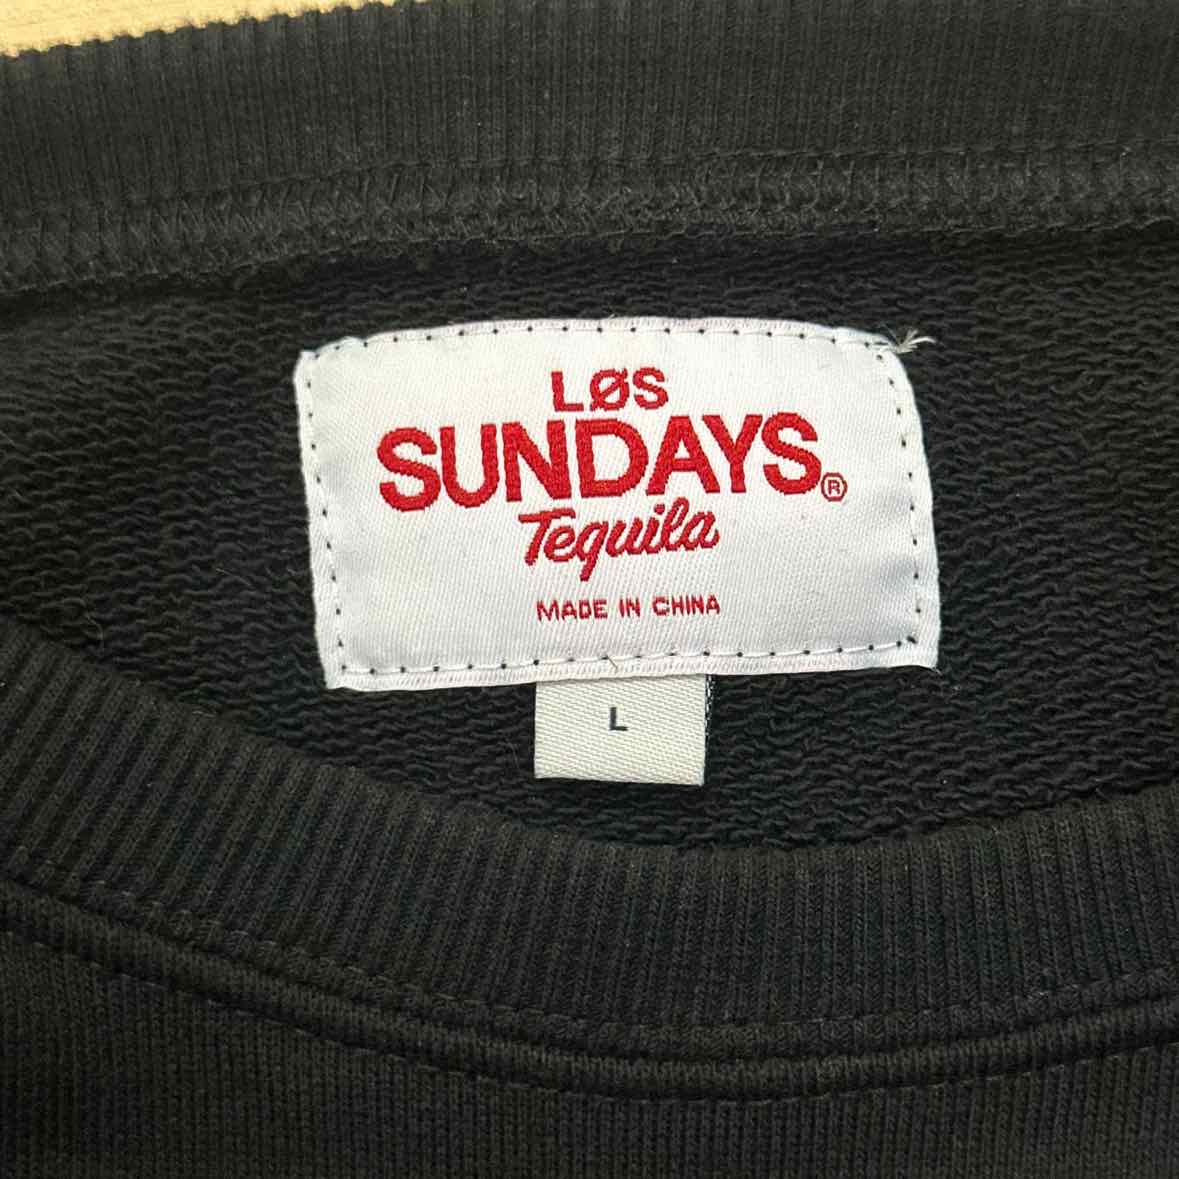 LØS
SUNDAYS®
Tequila
MADE IN CHINA
L